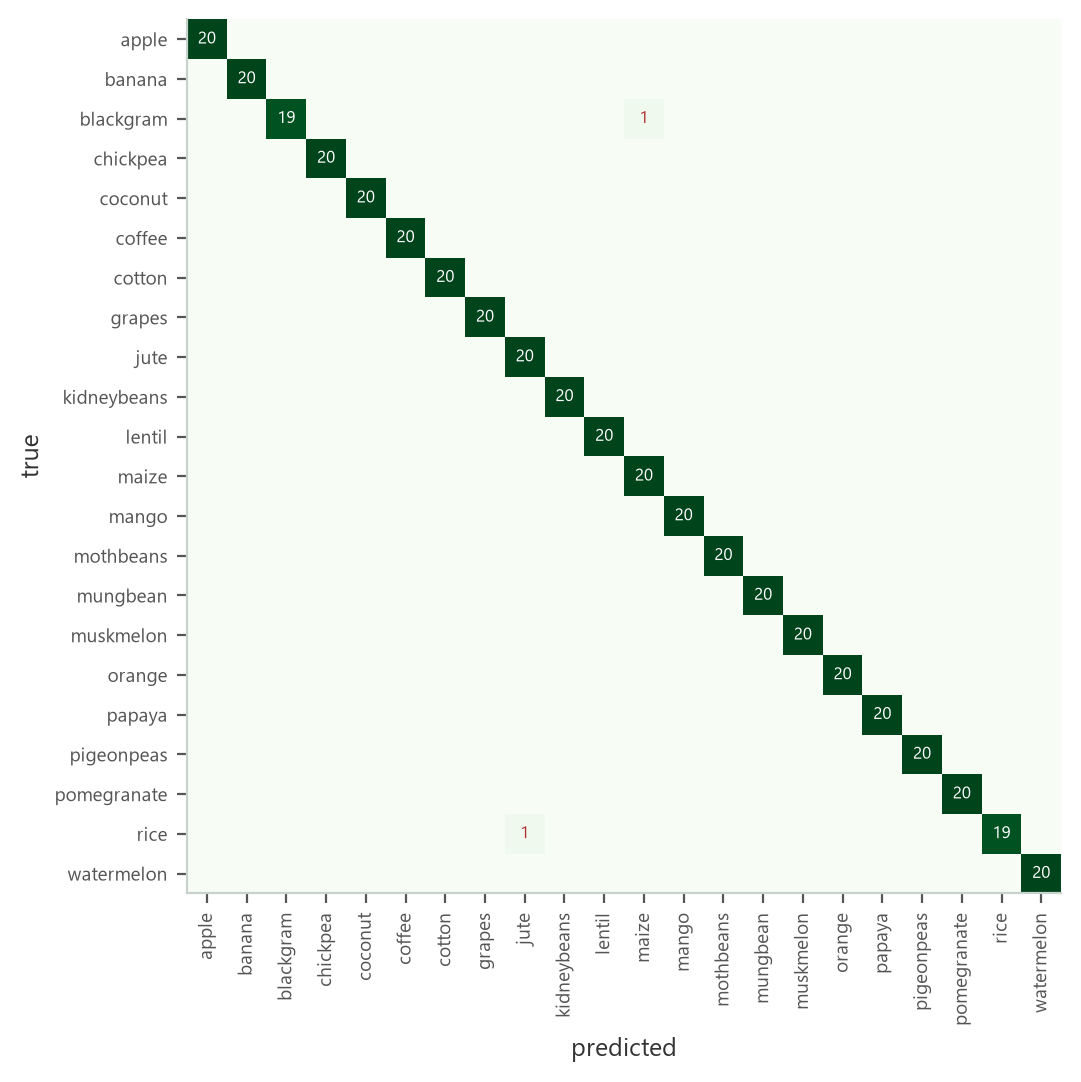 apple 20
banana 20
blackgram 19 1
chickpea 20
coconut 20
coffee 20
cotton 20
grapes 20
jute 20
kidneybeans 20
lentil 20
maize 20
mango 20
mothbeans 20
mungbean 20
muskmelon 20
orange 20
papaya 20
pigeonpeas 20
pomegranate 20
rice 1 19
watermelon 20
true
apple banana blackgram chickpea coconut coffee cotton grapes jute kidneybeans lentil maize mango mothbeans mungbean muskmelon orange papaya pigeonpeas pomegranate rice watermelon
predicted